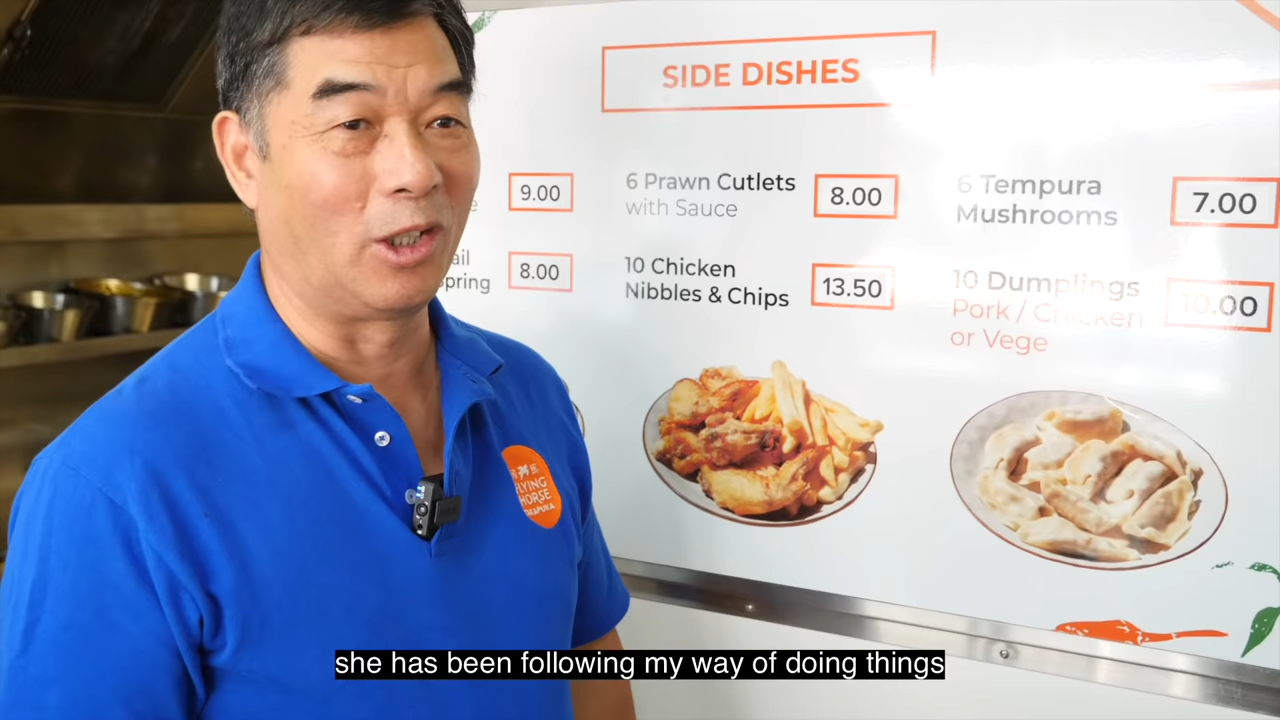 SIDE DISHES
9.00
6 Prawn Cutlets
with Sauce
8.00
6 Tempura
Mushrooms
7.00
8.00
10 Chicken
Nibbles & Chips
13.50
10 Dumplings
Pork / Chicken
or Vege
10.00
FLYING
HORSE
TAKAPUNA
she has been following my way of doing things